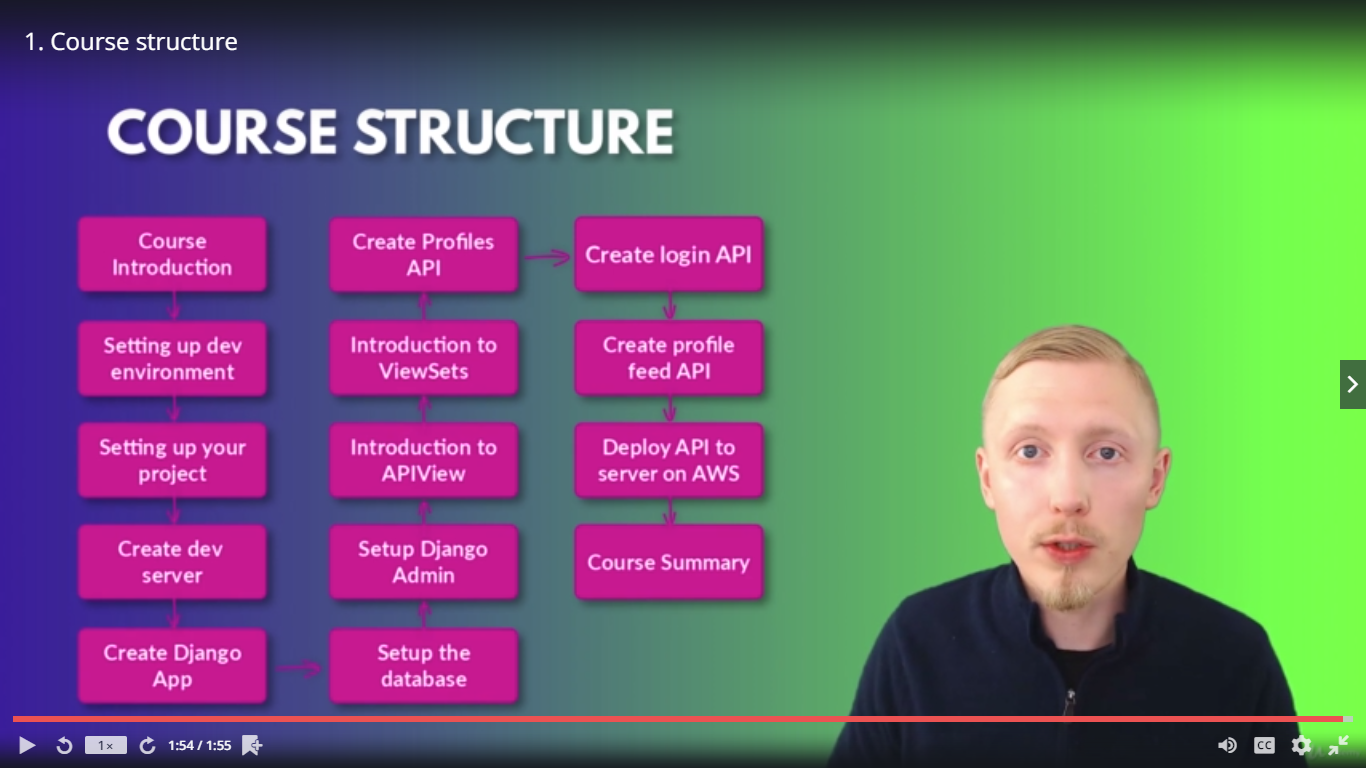 1. Course structure
COURSE STRUCTURE
Course
Introduction
Setting up dev
environment
Setting up your
project
Create dev
server
Create Django
App
Setup the
database
Setup Django
Admin
Introduction to
APIView
Introduction to
ViewSets
Create Profiles
API
Create login API
Create profile
feed API
Deploy API to
server on AWS
Course Summary
1×
1:54 / 1:55
CC